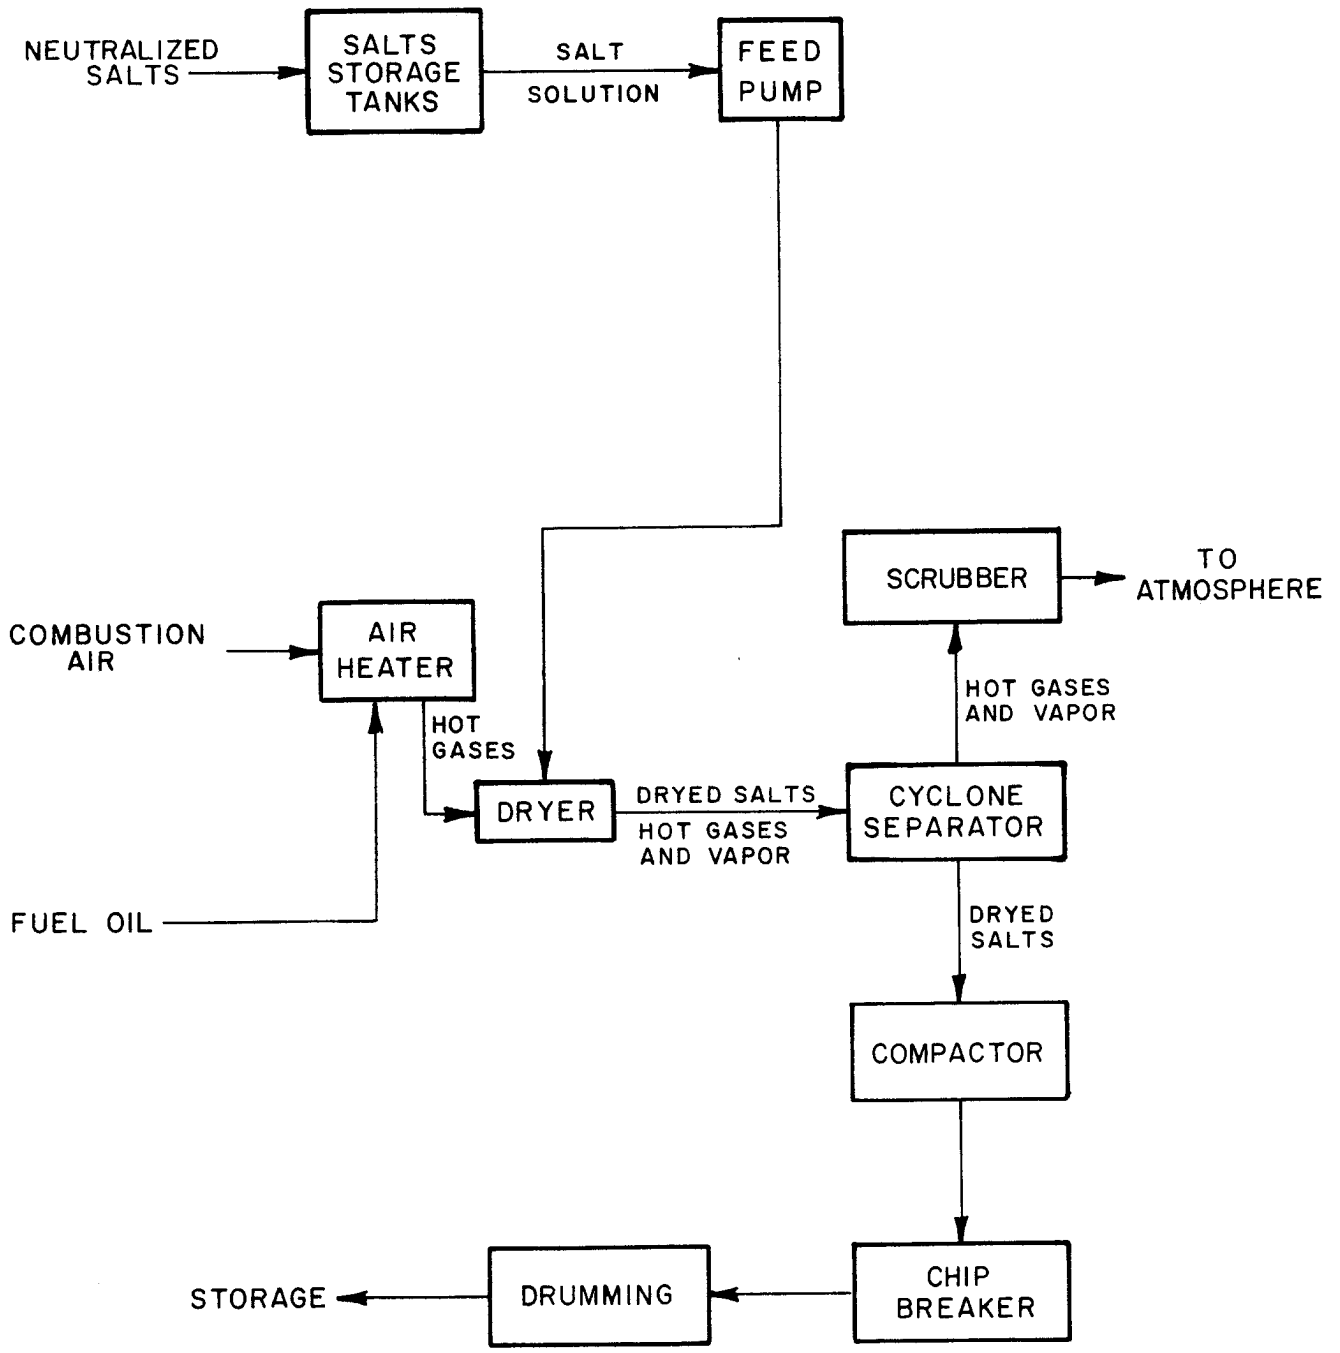 NEUTRALIZED
SALTS
SALTS
STORAGE
TANKS
SALT
SOLUTION
FEED
PUMP
SCRUBBER
TO
ATMOSPHERE
COMBUSTION
AIR
AIR
HEATER
HOT
GASES
HOT GASES
AND VAPOR
DRYER
DRYED SALTS
HOT GASES
AND VAPOR
CYCLONE
SEPARATOR
FUEL OIL
DRYED
SALTS
COMPACTOR
CHIP
BREAKER
DRUMMING
STORAGE